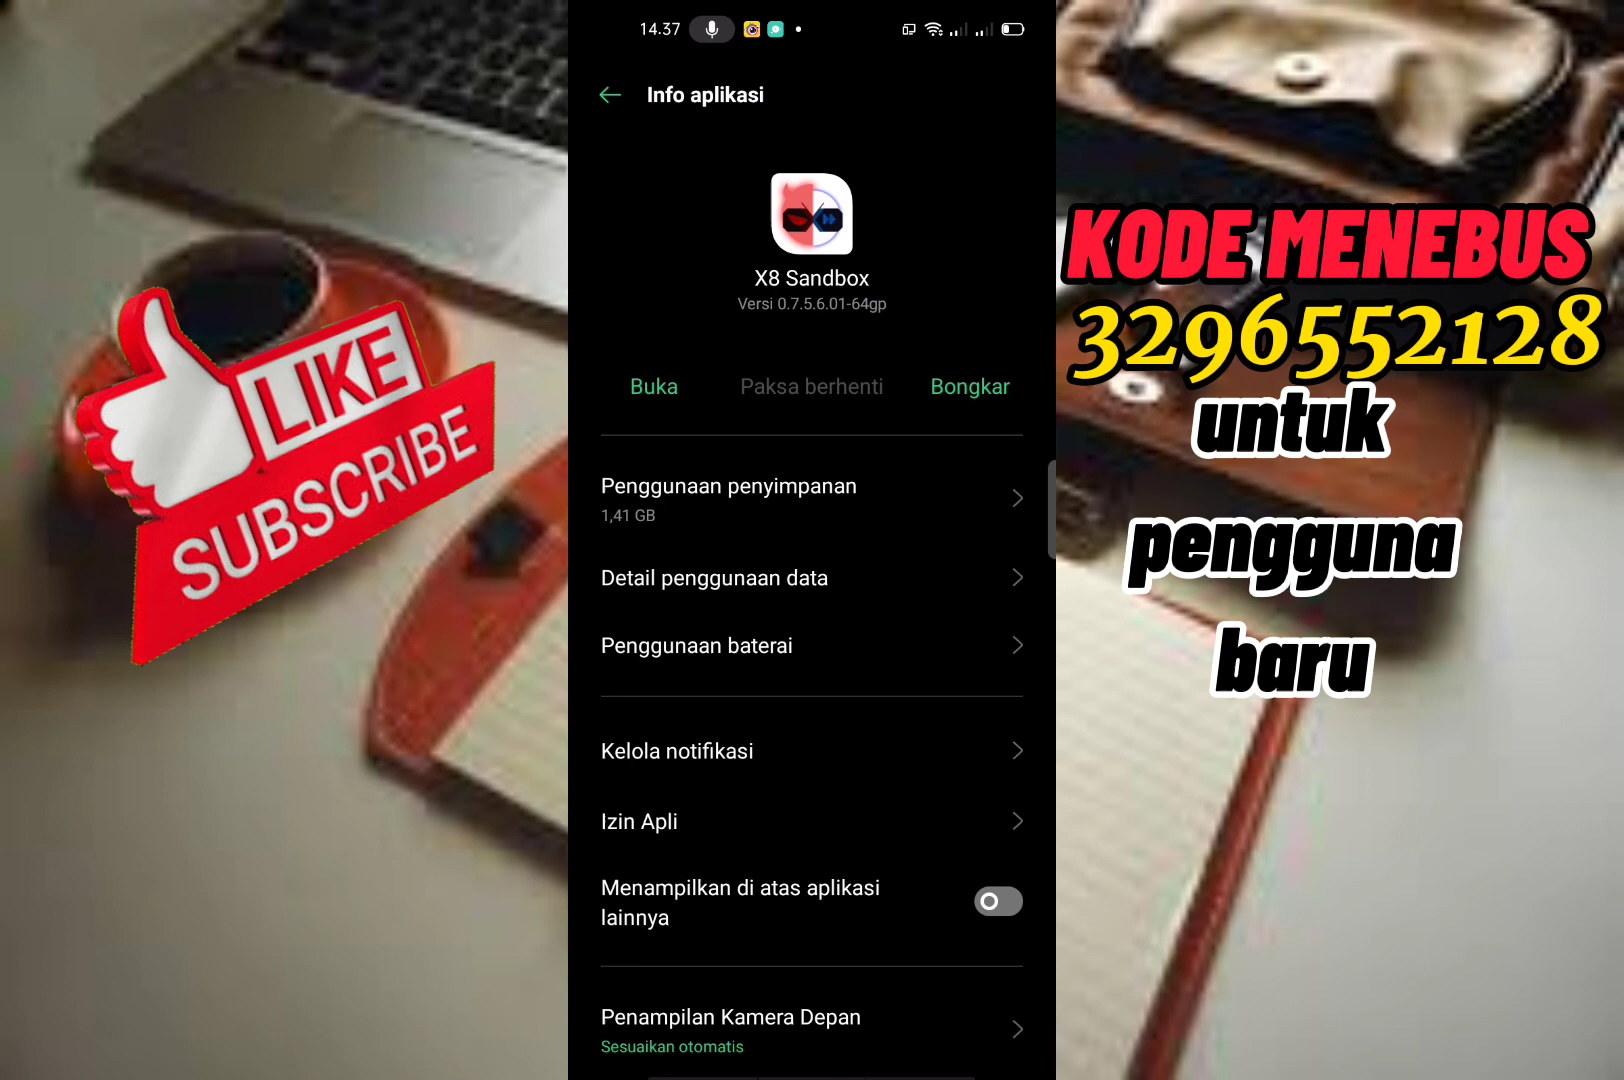 LIKE
SUBSCRIBE
14.37
Info aplikasi
X8 Sandbox
Versi 0.7.5.6.01-64gp
Buka
Paksa berhenti
Bongkar
Penggunaan penyimpanan
1,41 GB
Detail penggunaan data
Penggunaan baterai
Kelola notifikasi
Izin Apli
Menampilkan di atas aplikasi
lainnya
Penampilan Kamera Depan
Sesuaikan otomatis
KODE MENEBUS
3296552128
untuk
pengguna
baru